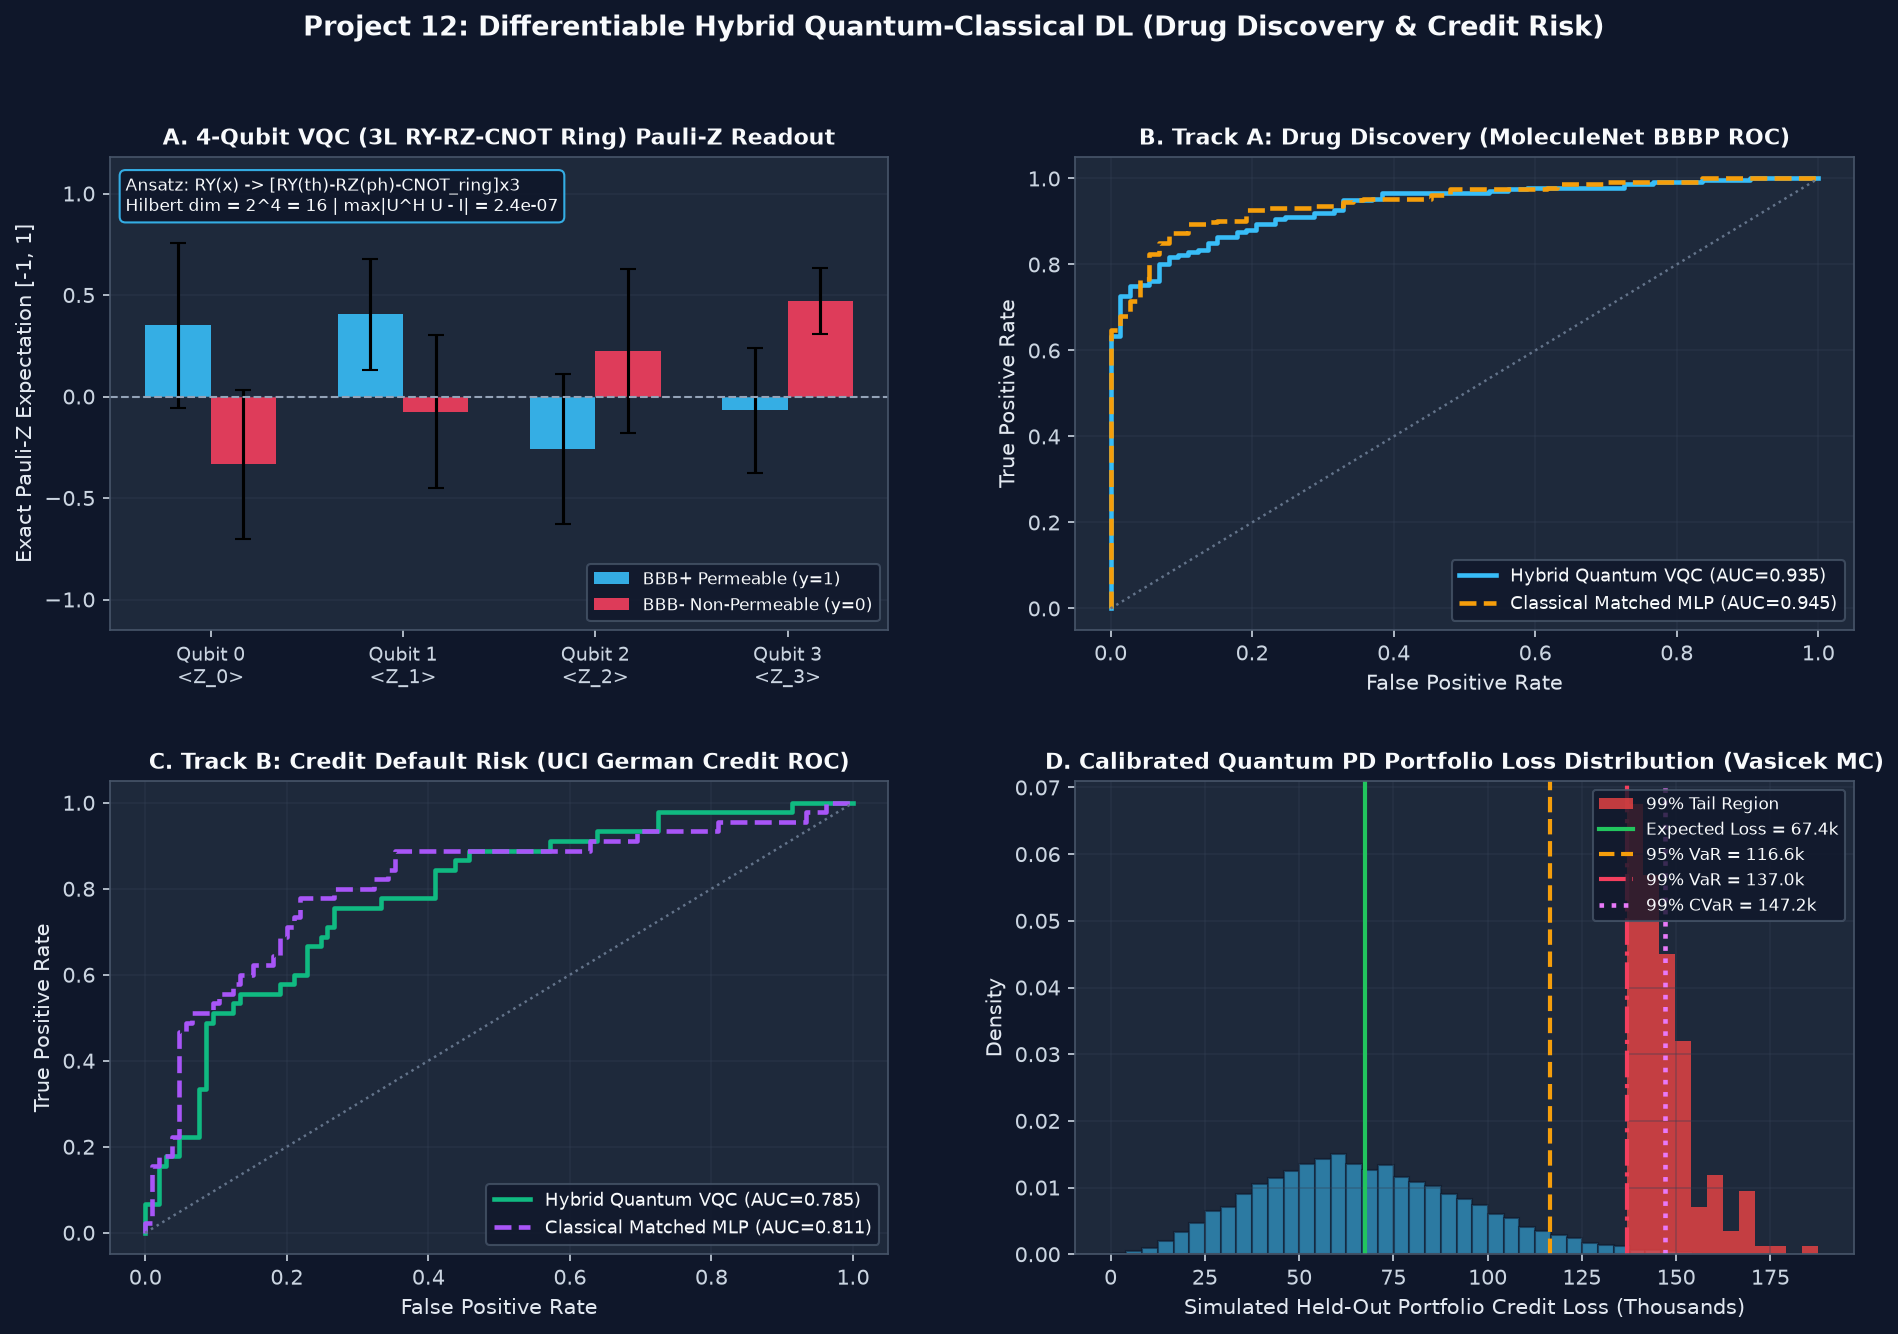 Project 12: Differentiable Hybrid Quantum-Classical DL (Drug Discovery & Credit Risk)
A. 4-Qubit VQC (3L RY-RZ-CNOT Ring) Pauli-Z Readout
Ansatz: RY(x) -> [RY(th)-RZ(ph)-CNOT_ring]x3
Hilbert dim = 2^4 = 16 | max|U^H U - I| = 2.4e-07
Exact Pauli-Z Expectation [-1, 1]
1.0
0.5
0.0
−0.5
−1.0
BBB+ Permeable (y=1)
BBB- Non-Permeable (y=0)
Qubit 0
<Z_0>
Qubit 1
<Z_1>
Qubit 2
<Z_2>
Qubit 3
<Z_3>
B. Track A: Drug Discovery (MoleculeNet BBBP ROC)
True Positive Rate
1.0
0.8
0.6
0.4
0.2
0.0
Hybrid Quantum VQC (AUC=0.935)
Classical Matched MLP (AUC=0.945)
0.0 0.2 0.4 0.6 0.8 1.0
False Positive Rate
C. Track B: Credit Default Risk (UCI German Credit ROC)
True Positive Rate
1.0
0.8
0.6
0.4
0.2
0.0
Hybrid Quantum VQC (AUC=0.785)
Classical Matched MLP (AUC=0.811)
0.0 0.2 0.4 0.6 0.8 1.0
False Positive Rate
D. Calibrated Quantum PD Portfolio Loss Distribution (Vasicek MC)
Density
0.07
0.06
0.05
0.04
0.03
0.02
0.01
0.00
99% Tail Region
Expected Loss = 67.4k
95% VaR = 116.6k
99% VaR = 137.0k
99% CVaR = 147.2k
0 25 50 75 100 125 150 175
Simulated Held-Out Portfolio Credit Loss (Thousands)